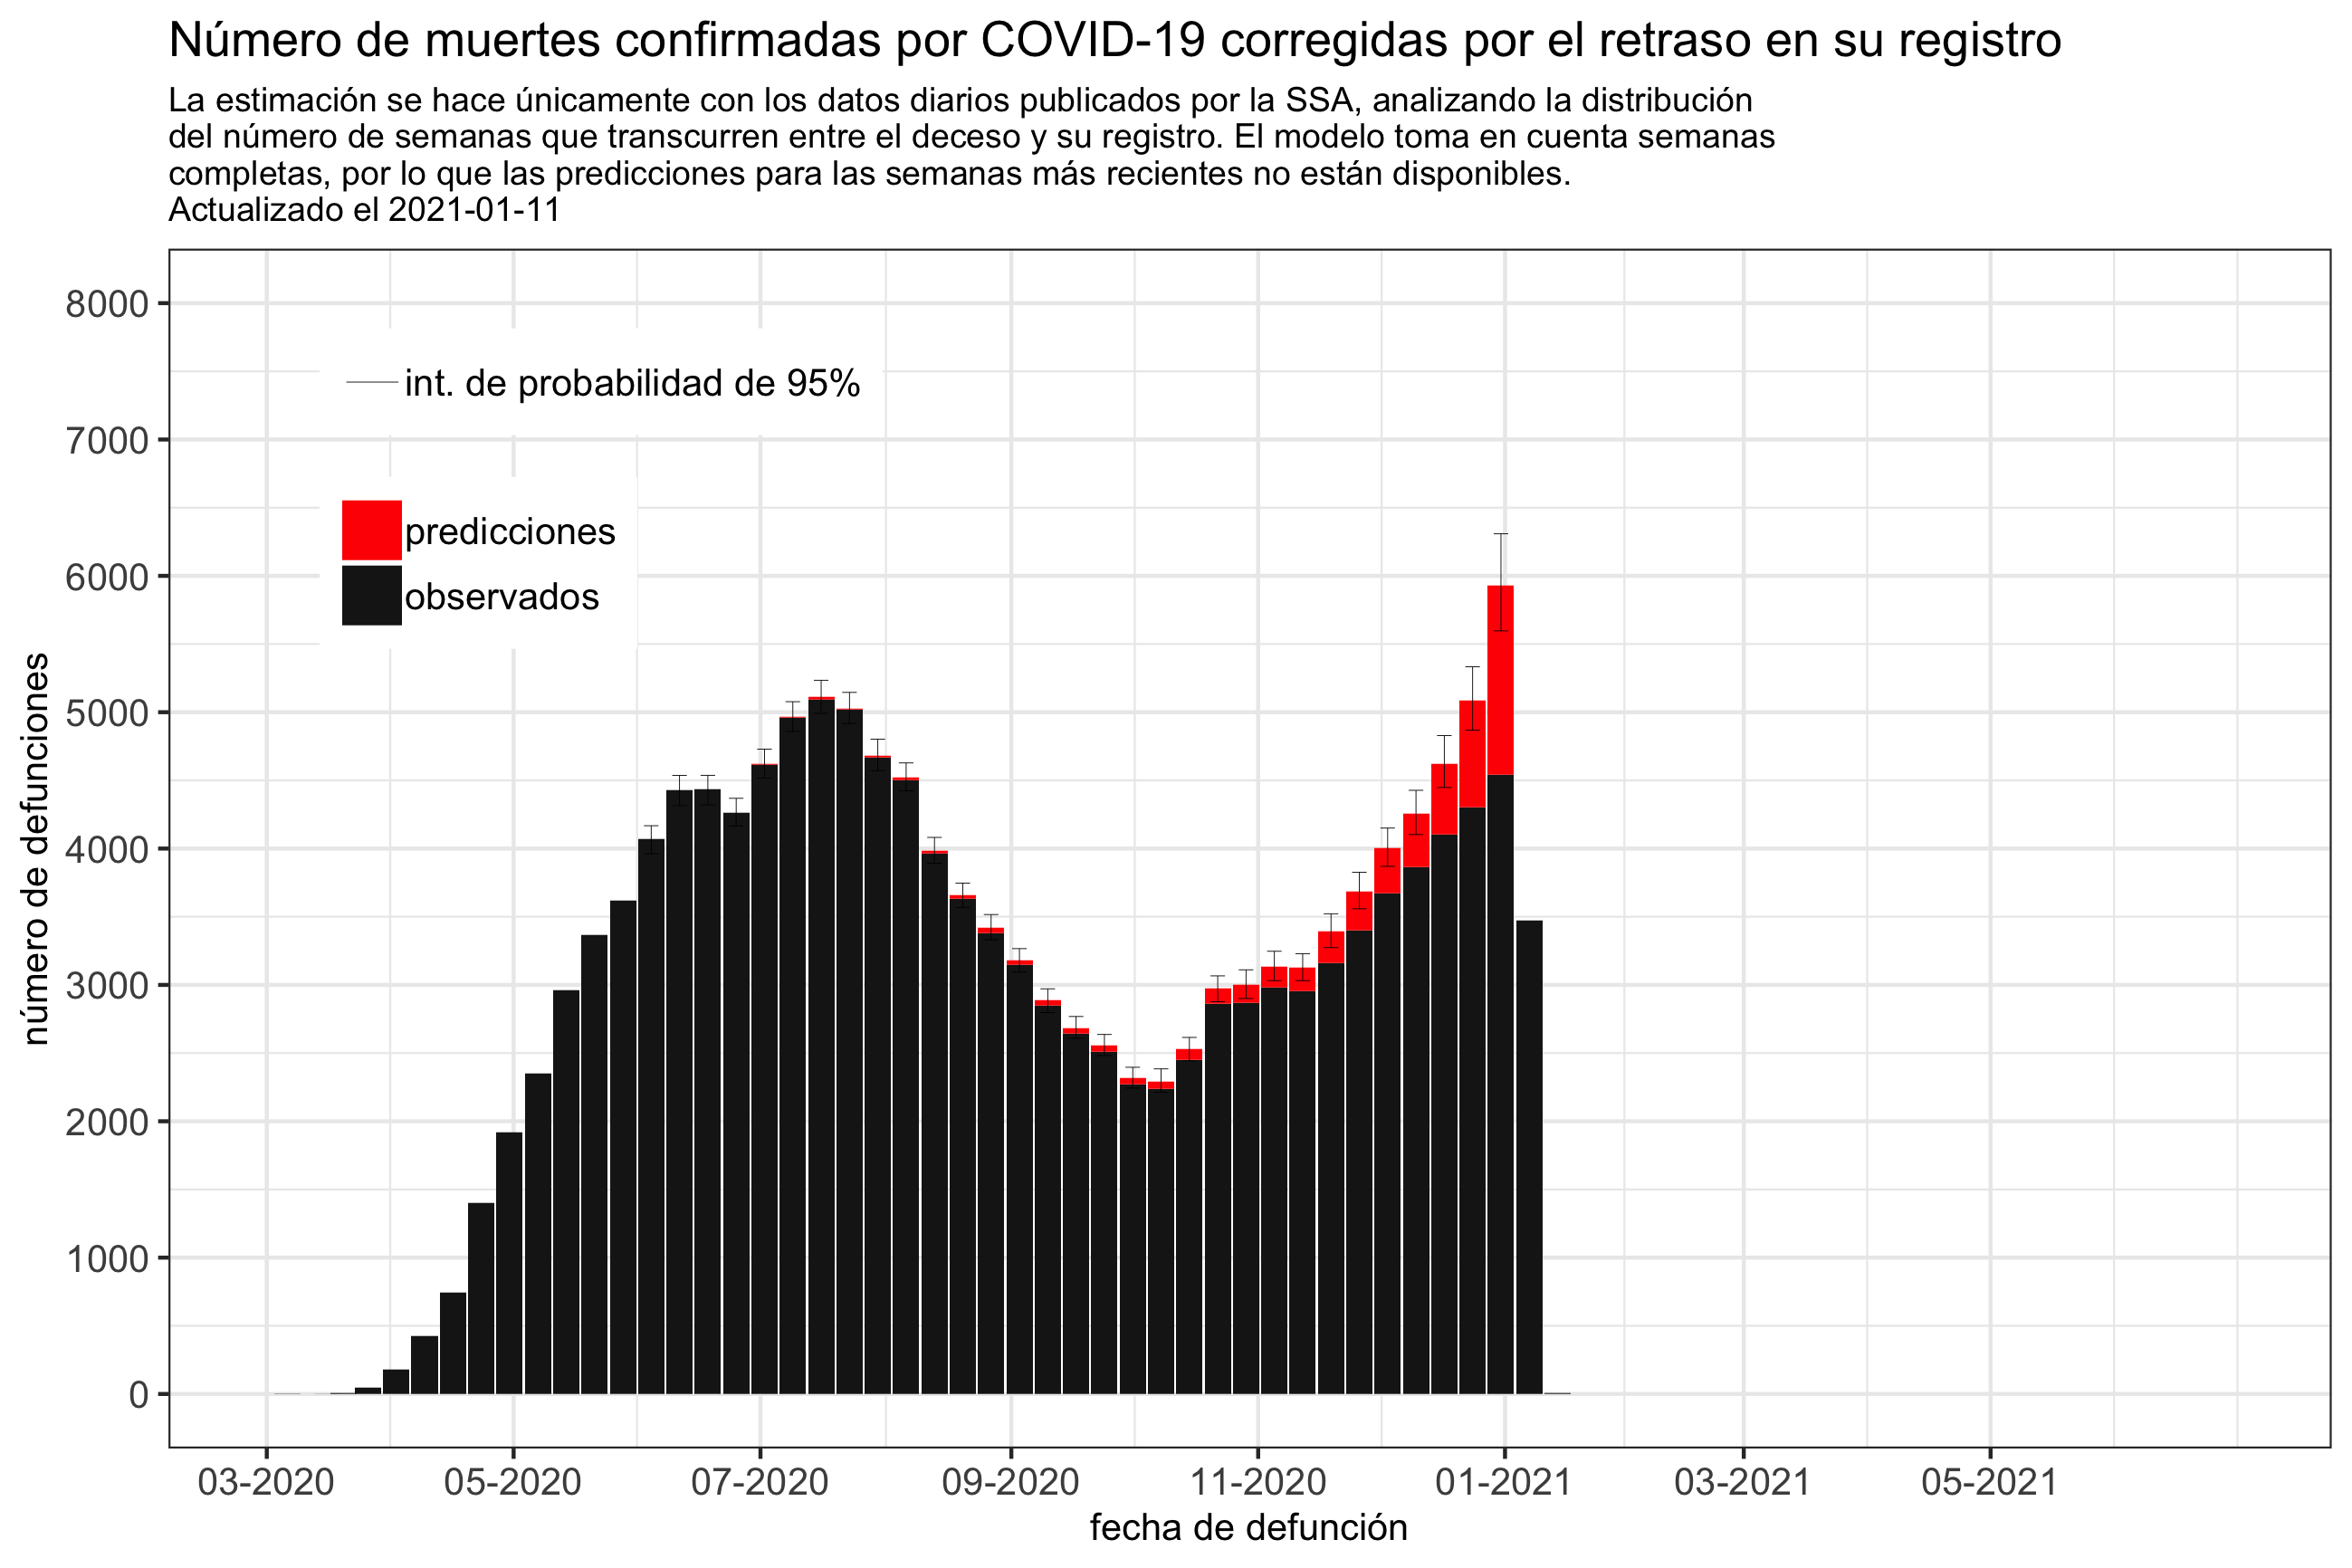 Número de muertes confirmadas por COVID-19 corregidas por el retraso en su registro
La estimación se hace únicamente con los datos diarios publicados por la SSA, analizando la distribución
del número de semanas que transcurren entre el deceso y su registro. El modelo toma en cuenta semanas
completas, por lo que las predicciones para las semanas más recientes no están disponibles.
Actualizado el 2021-01-11
8000
7000
6000
5000
4000
3000
2000
1000
0
número de defunciones
int. de probabilidad de 95%
predicciones
observados
03-2020 05-2020 07-2020 09-2020 11-2020 01-2021 03-2021 05-2021
fecha de defunción